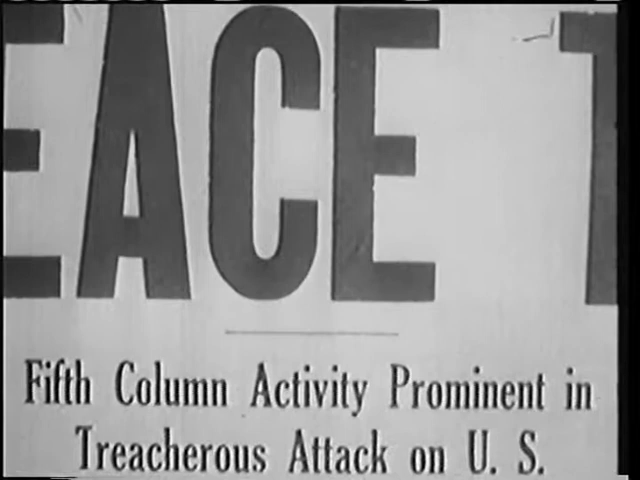 EACE T
Fifth Column Activity Prominent in
Treacherous Attack on U. S.